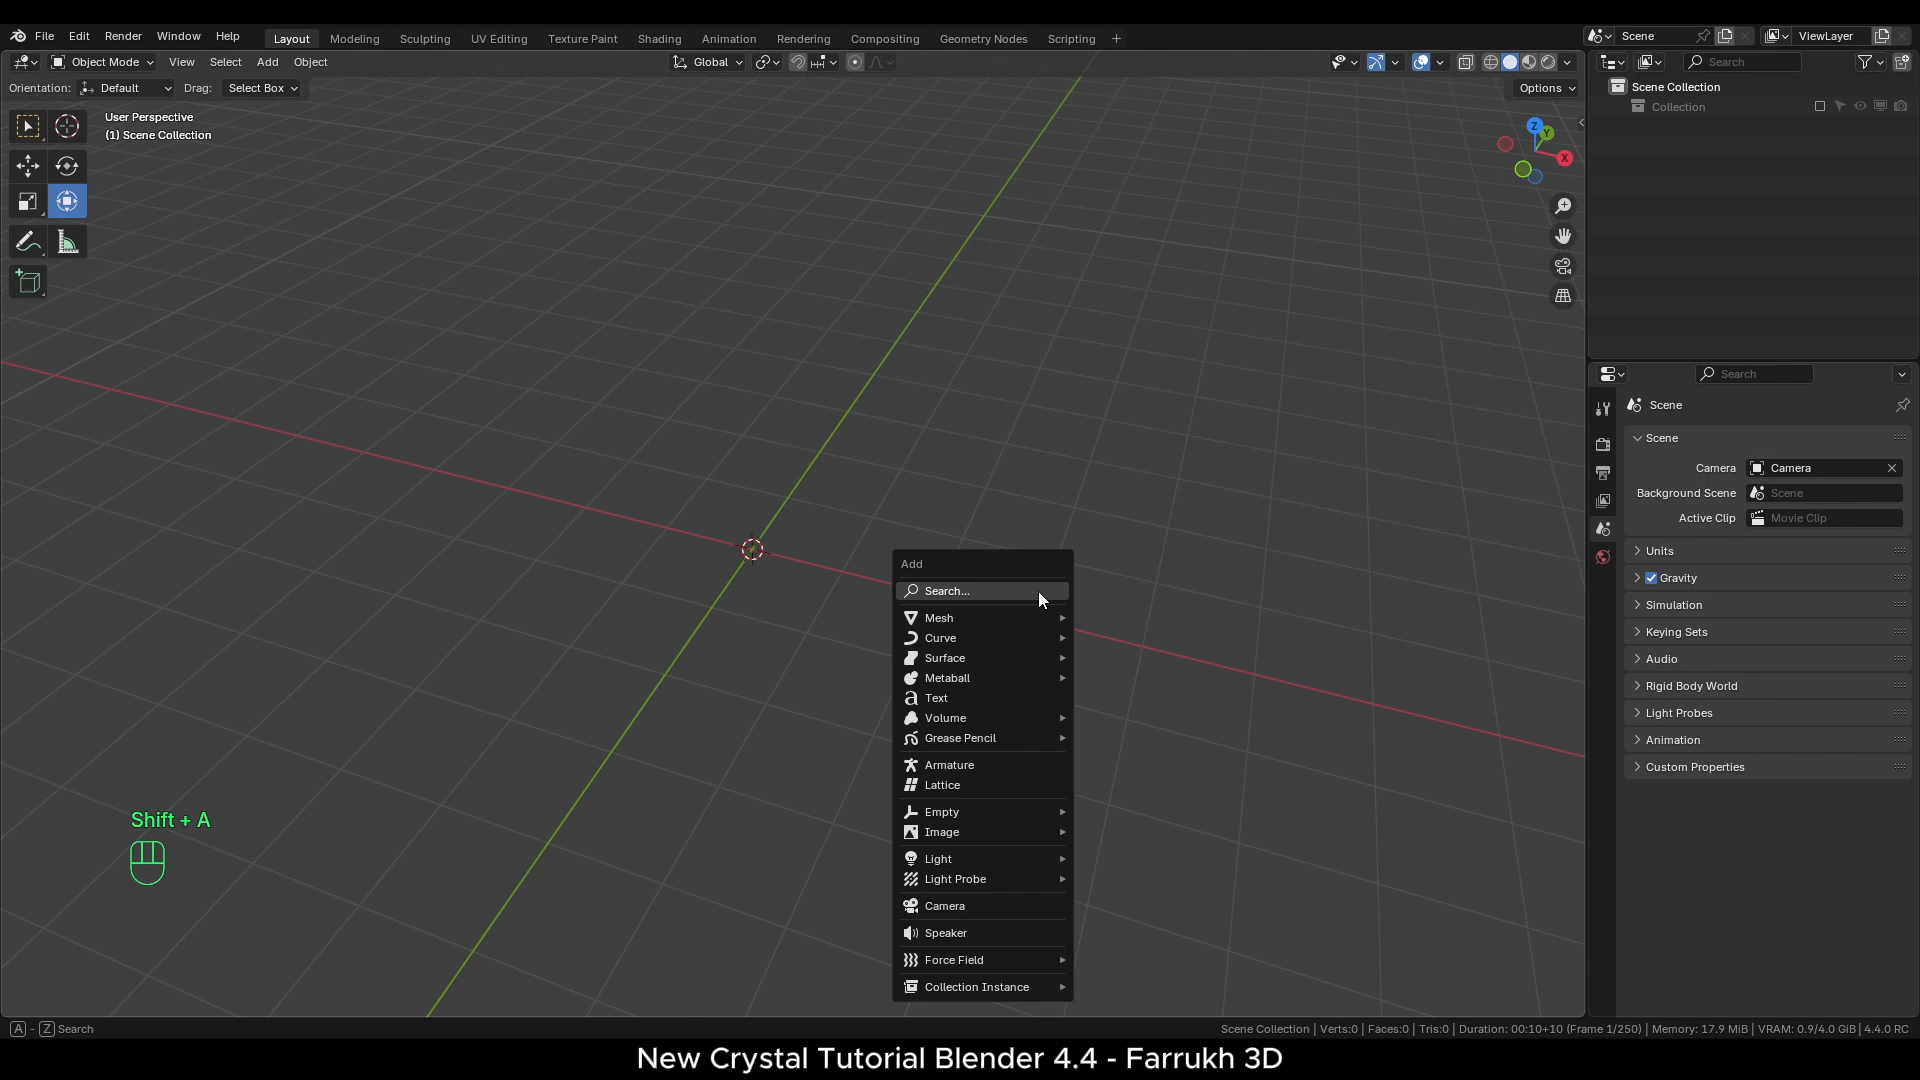 File Edit Render Window Help Layout Modeling Sculpting UV Editing Texture Paint Shading Animation Rendering Compositing Geometry Nodes Scripting + Scene ViewLayer
Object Mode View Select Add Object Global Search
Orientation: Default Drag: Select Box Options
User Perspective
(1) Scene Collection
Z
Y
X
Scene Collection
Collection
Search
Scene
Scene
Camera Camera
Background Scene Scene
Active Clip Movie Clip
Units
Gravity
Simulation
Keying Sets
Audio
Rigid Body World
Light Probes
Animation
Custom Properties
Add
Search...
Mesh
Curve
Surface
Metaball
Text
Volume
Grease Pencil
Armature
Lattice
Empty
Image
Light
Light Probe
Camera
Speaker
Force Field
Collection Instance
Shift + A
A - Z Search
Scene Collection | Verts:0 | Faces:0 | Tris:0 | Duration: 00:10+10 (Frame 1/250) | Memory: 17.9 MiB | VRAM: 0.9/4.0 GiB | 4.4.0 RC
New Crystal Tutorial Blender 4.4 - Farrukh 3D